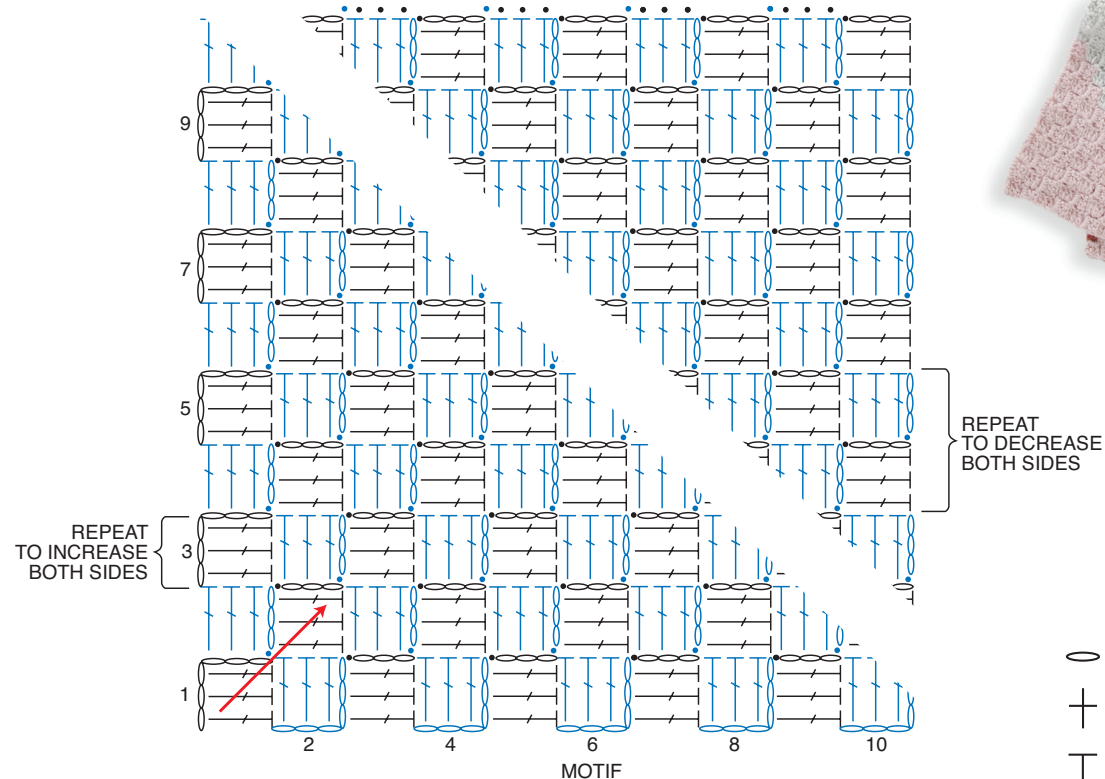 9
7
5
REPEAT
TO DECREASE
BOTH SIDES
REPEAT
TO INCREASE
BOTH SIDES
3
1
2 4 6 8 10
MOTIF